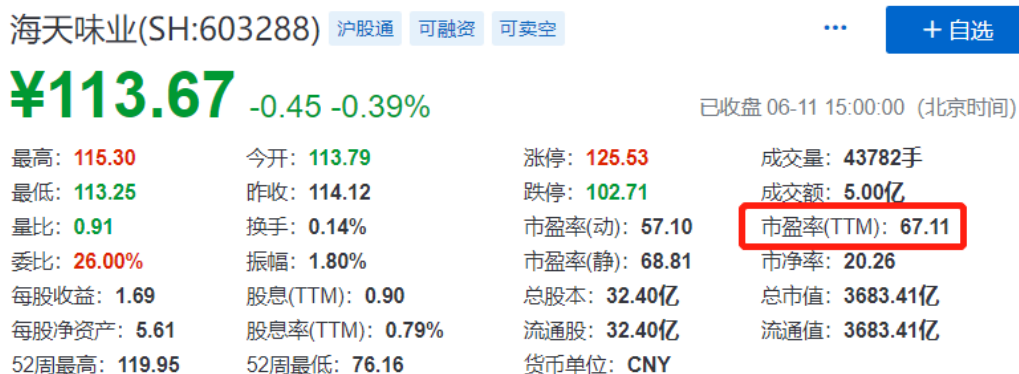 海天味业(SH:603288) 沪股通 可融资 可卖空 ... + 自选
¥113.67 -0.45 -0.39% 已收盘 06-11 15:00:00 (北京时间)
最高：115.30 今开：113.79 涨停：125.53 成交量：43782手
最低：113.25 昨收：114.12 跌停：102.71 成交额：5.00亿
量比：0.91 换手：0.14% 市盈率(动)：57.10 市盈率(TTM)：67.11
委比：26.00% 振幅：1.80% 市盈率(静)：68.81 市净率：20.26
每股收益：1.69 股息(TTM)：0.90 总股本：32.40亿 总市值：3683.41亿
每股净资产：5.61 股息率(TTM)：0.79% 流通股：32.40亿 流通值：3683.41亿
52周最高：119.95 52周最低：76.16 货币单位：CNY